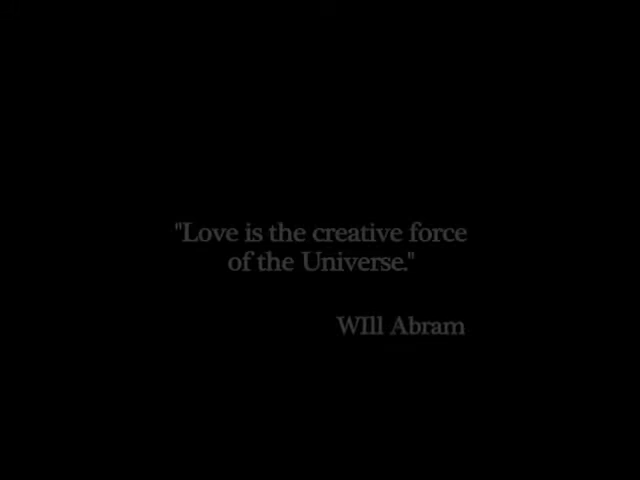 "Love is the creative force
of the Universe."
WIll Abram